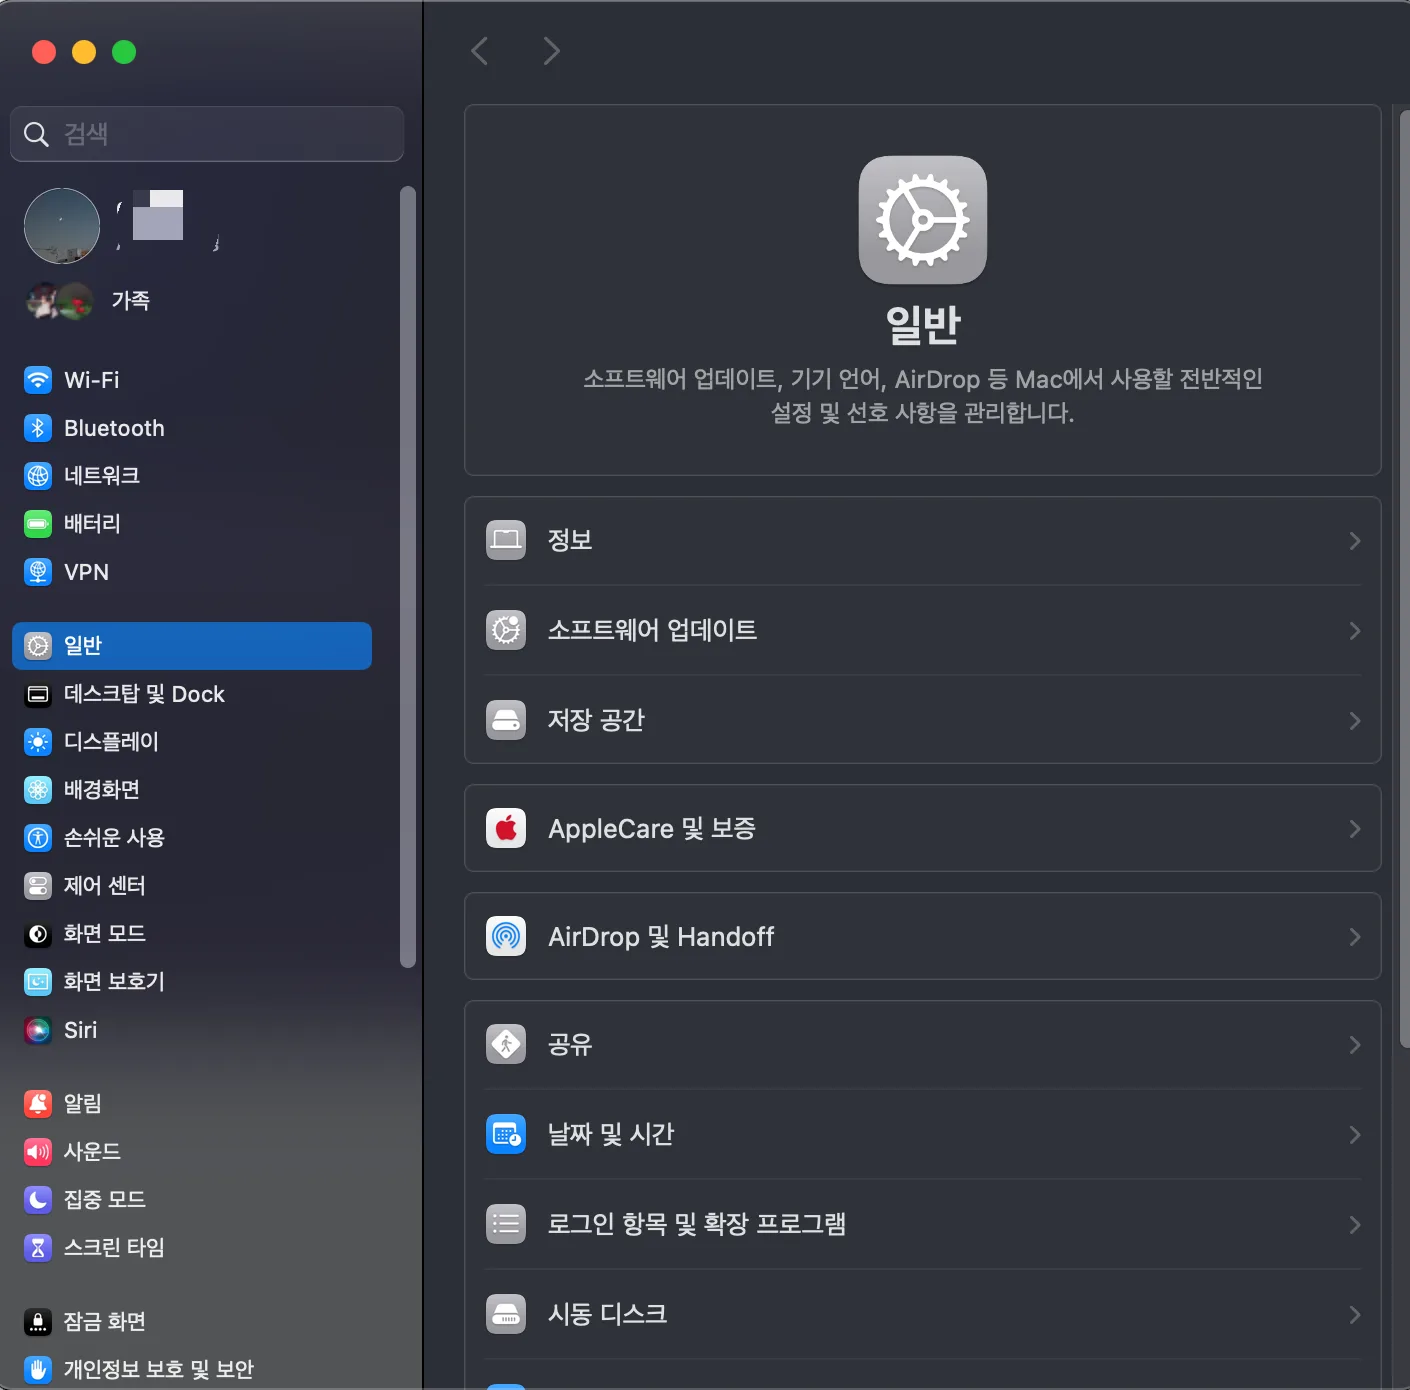 검색
가족
Wi-Fi
Bluetooth
네트워크
배터리
VPN
일반
데스크탑 및 Dock
디스플레이
배경화면
손쉬운 사용
제어 센터
화면 모드
화면 보호기
Siri
알림
사운드
집중 모드
스크린 타임
잠금 화면
개인정보 보호 및 보안
일반
소프트웨어 업데이트, 기기 언어, AirDrop 등 Mac에서 사용할 전반적인
설정 및 선호 사항을 관리합니다.
정보
소프트웨어 업데이트
저장 공간
AppleCare 및 보증
AirDrop 및 Handoff
공유
날짜 및 시간
로그인 항목 및 확장 프로그램
시동 디스크